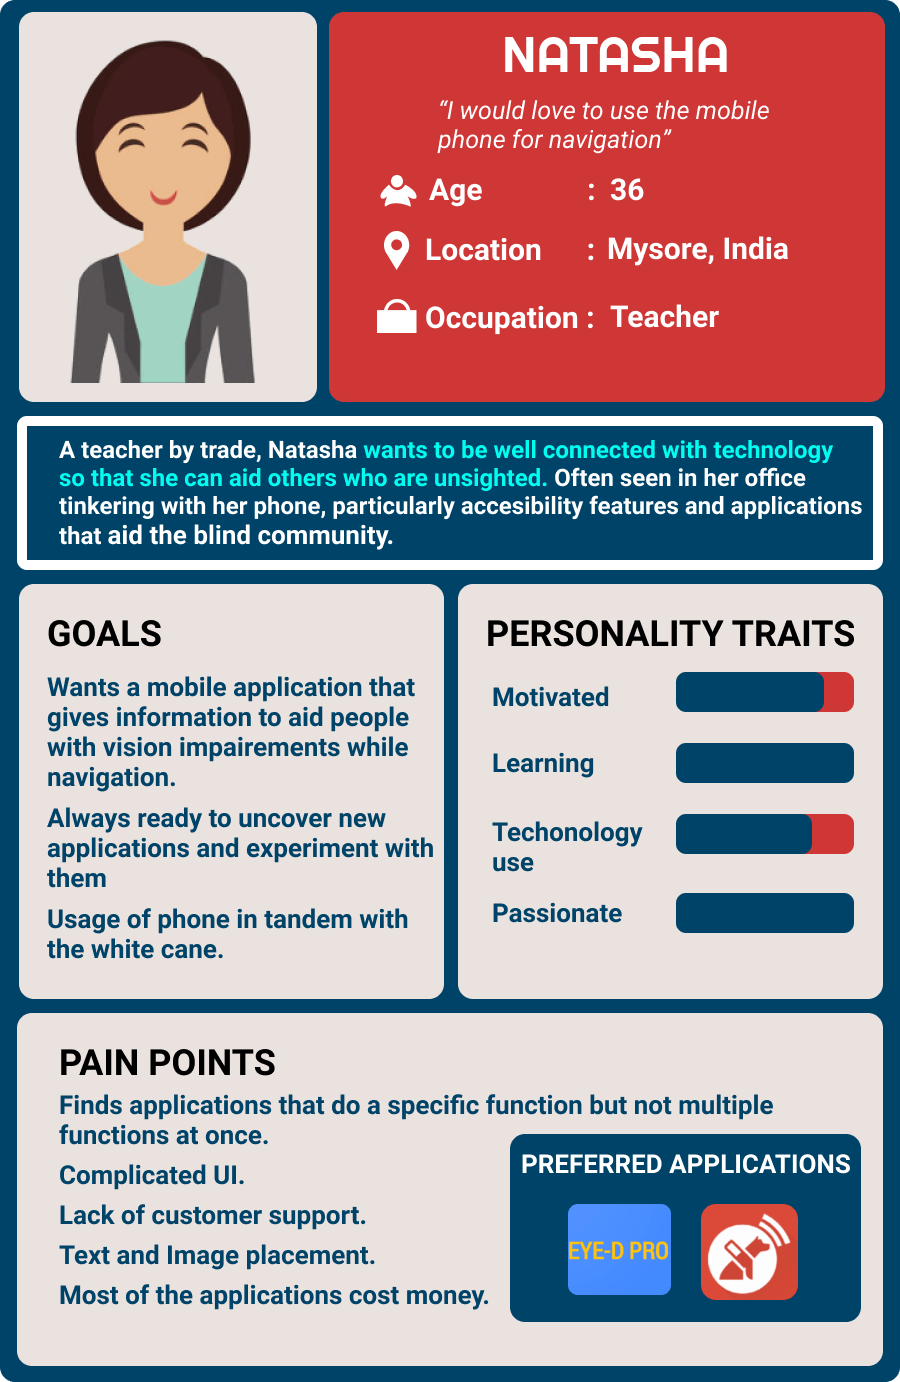 NATASHA
“I would love to use the mobile
phone for navigation”
Age : 36
Location : Mysore, India
Occupation : Teacher
A teacher by trade, Natasha wants to be well connected with technology
so that she can aid others who are unsighted. Often seen in her office
tinkering with her phone, particularly accesibility features and applications
that aid the blind community.
GOALS
Wants a mobile application that
gives information to aid people
with vision impairements while
navigation.
Always ready to uncover new
applications and experiment with
them
Usage of phone in tandem with
the white cane.
PERSONALITY TRAITS
Motivated
Learning
Techonology
use
Passionate
PAIN POINTS
Finds applications that do a specific function but not multiple
functions at once.
Complicated UI.
Lack of customer support.
Text and Image placement.
Most of the applications cost money.
PREFERRED APPLICATIONS
EYE-D PRO